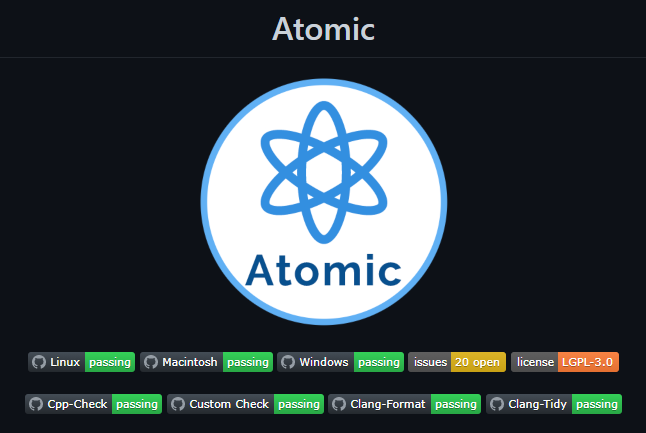 Atomic
Atomic
Linux passing Macintosh passing Windows passing issues 20 open license LGPL-3.0
Cpp-Check passing Custom Check passing Clang-Format passing Clang-Tidy passing